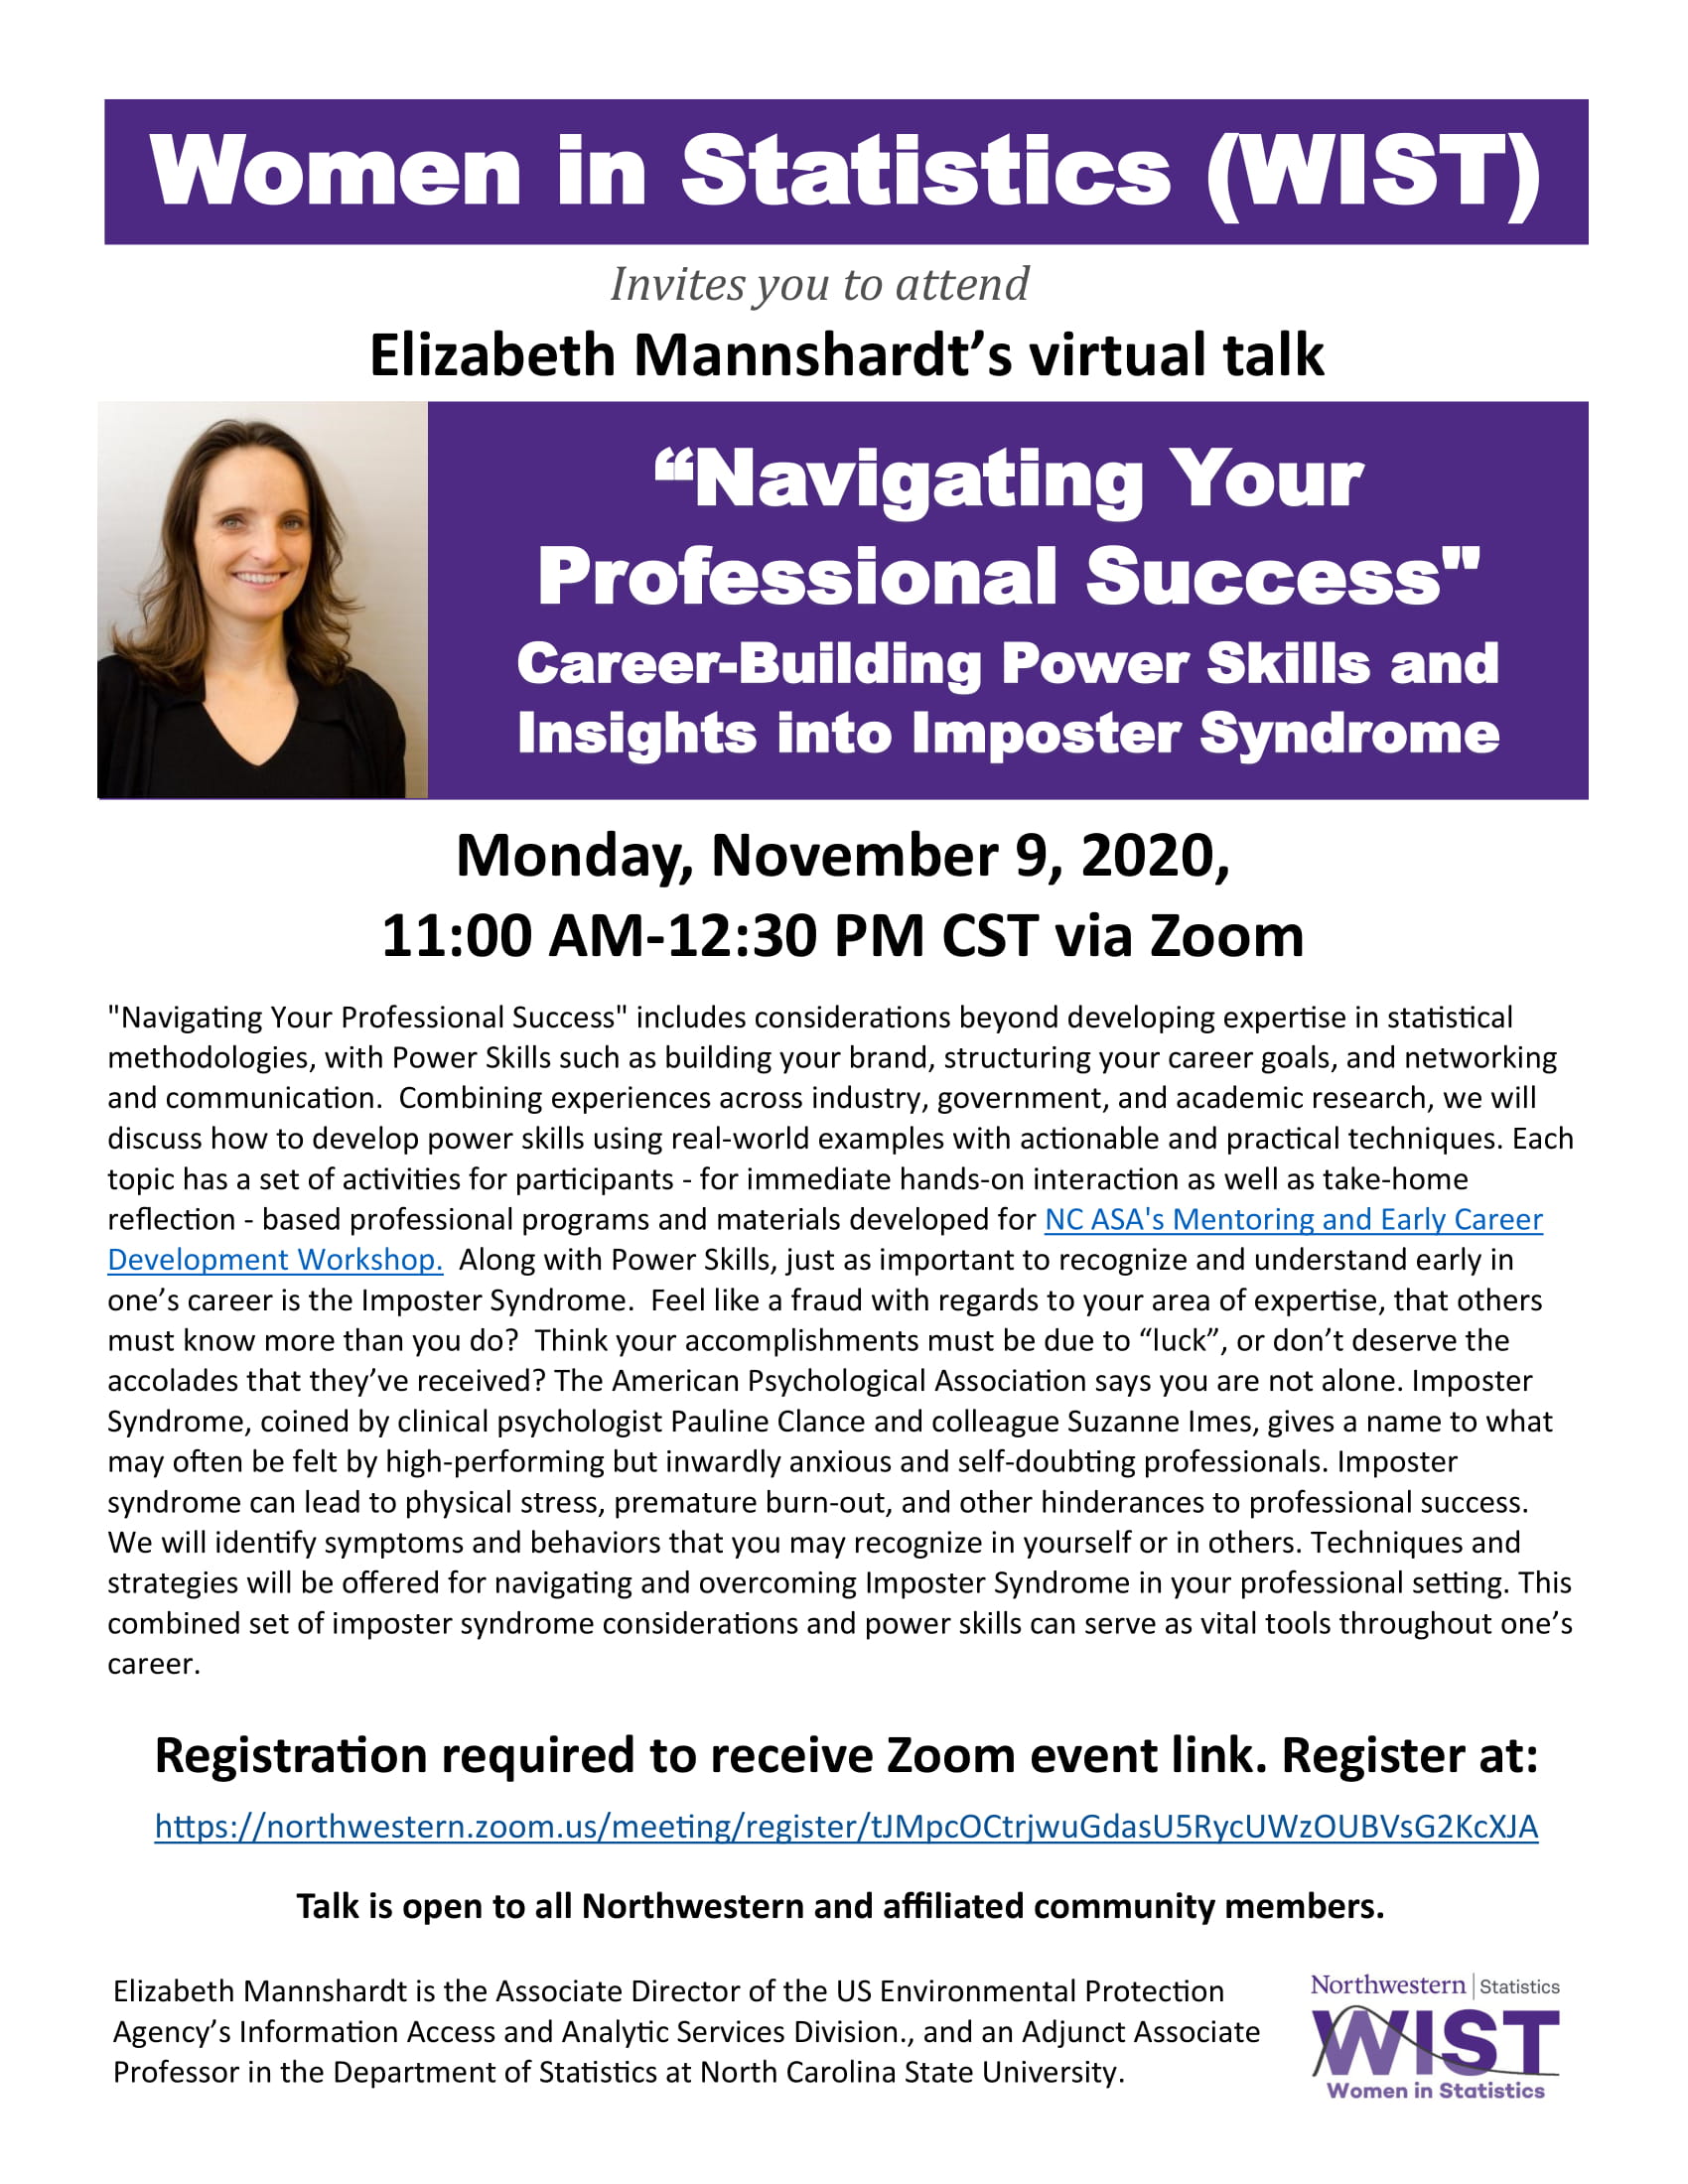 Women in Statistics (WIST)
Invites you to attend
Elizabeth Mannshardt’s virtual talk
“Navigating Your
Professional Success"
Career-Building Power Skills and
Insights into Imposter Syndrome
Monday, November 9, 2020,
11:00 AM-12:30 PM CST via Zoom
"Navigating Your Professional Success" includes considerations beyond developing expertise in statistical
methodologies, with Power Skills such as building your brand, structuring your career goals, and networking
and communication.  Combining experiences across industry, government, and academic research, we will
discuss how to develop power skills using real-world examples with actionable and practical techniques. Each
topic has a set of activities for participants - for immediate hands-on interaction as well as take-home
reflection - based professional programs and materials developed for NC ASA's Mentoring and Early Career
Development Workshop.  Along with Power Skills, just as important to recognize and understand early in
one’s career is the Imposter Syndrome.  Feel like a fraud with regards to your area of expertise, that others
must know more than you do?  Think your accomplishments must be due to “luck”, or don’t deserve the
accolades that they’ve received? The American Psychological Association says you are not alone. Imposter
Syndrome, coined by clinical psychologist Pauline Clance and colleague Suzanne Imes, gives a name to what
may often be felt by high-performing but inwardly anxious and self-doubting professionals. Imposter
syndrome can lead to physical stress, premature burn-out, and other hinderances to professional success.
We will identify symptoms and behaviors that you may recognize in yourself or in others. Techniques and
strategies will be offered for navigating and overcoming Imposter Syndrome in your professional setting. This
combined set of imposter syndrome considerations and power skills can serve as vital tools throughout one’s
career.
Registration required to receive Zoom event link. Register at:
https://northwestern.zoom.us/meeting/register/tJMpcOCtrjwuGdasU5RycUWzOUBVsG2KcXJA
Talk is open to all Northwestern and affiliated community members.
Elizabeth Mannshardt is the Associate Director of the US Environmental Protection
Agency’s Information Access and Analytic Services Division., and an Adjunct Associate
Professor in the Department of Statistics at North Carolina State University.
Northwestern | Statistics
WIST
Women in Statistics